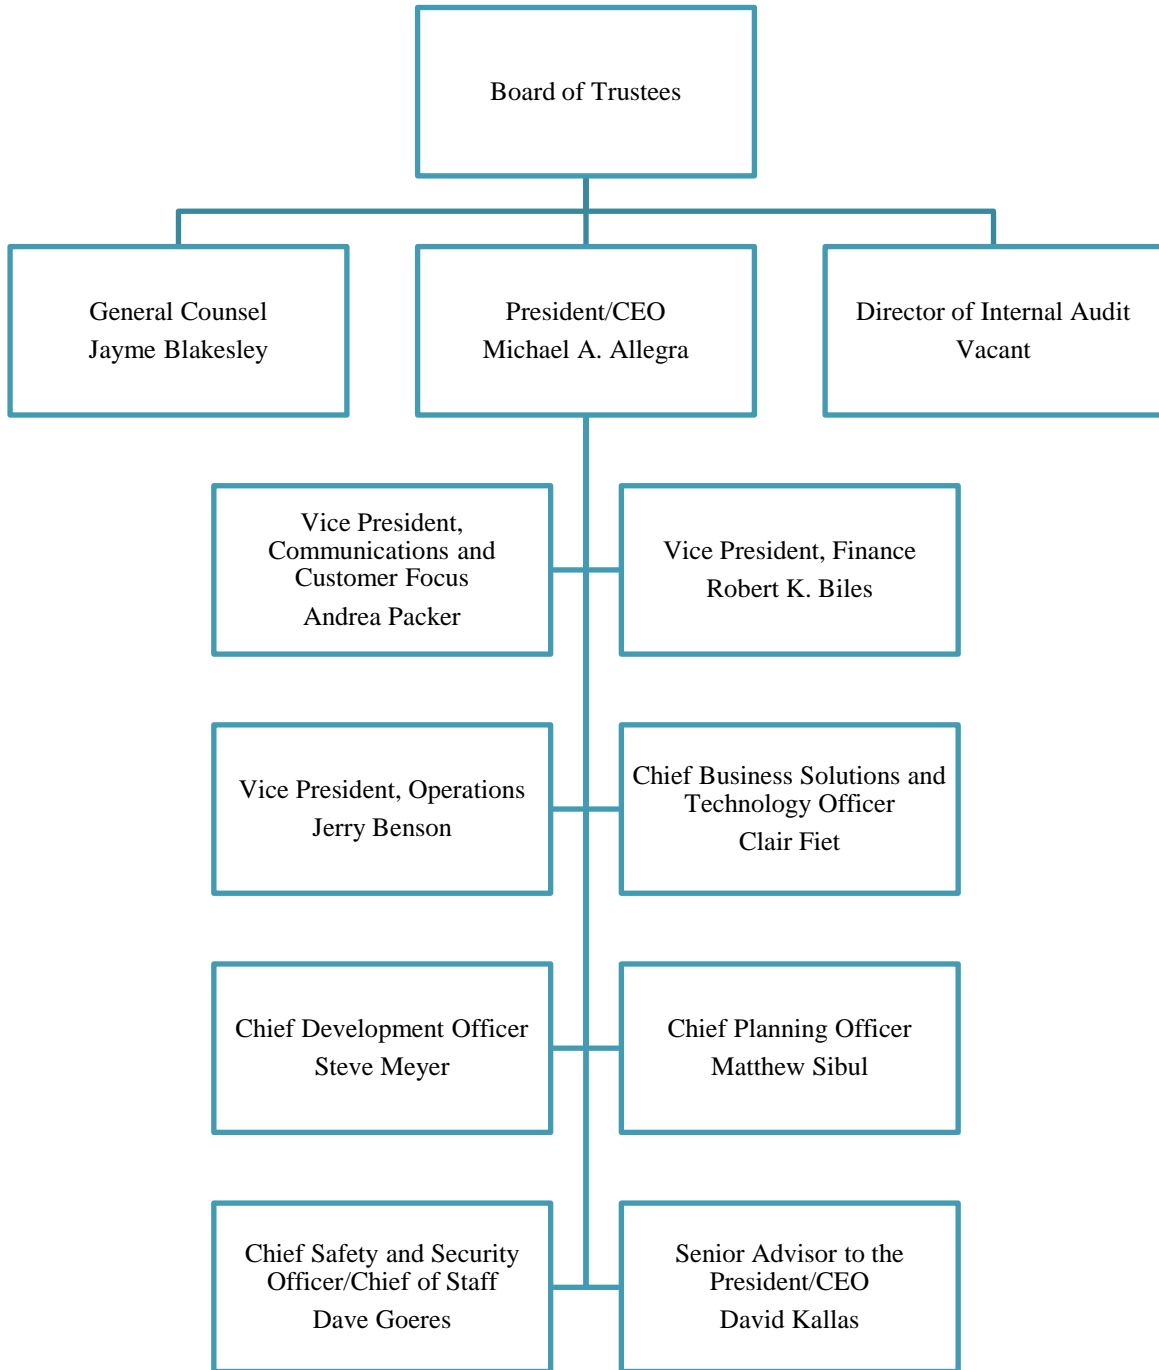 Board of Trustees
General Counsel
Jayme Blakesley
President/CEO
Michael A. Allegra
Director of Internal Audit
Vacant
Vice President,
Communications and
Customer Focus
Andrea Packer
Vice President, Finance
Robert K. Biles
Vice President, Operations
Jerry Benson
Chief Business Solutions and
Technology Officer
Clair Fiet
Chief Development Officer
Steve Meyer
Chief Planning Officer
Matthew Sibul
Chief Safety and Security
Officer/Chief of Staff
Dave Goeres
Senior Advisor to the
President/CEO
David Kallas